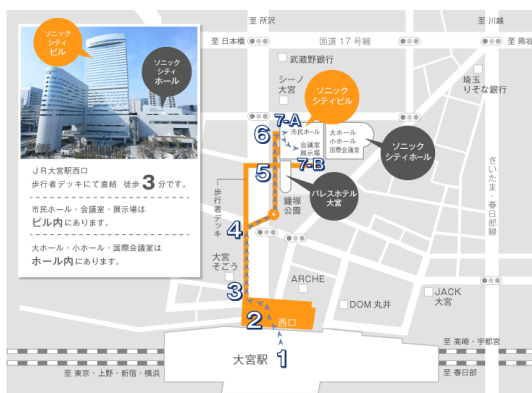 ソニック
シティ
ビル
ソニック
シティ
ホール
JR大宮駅西口
歩行者デッキにて直結 徒歩3分です。
市民ホール・会議室・展示場は
ビル内にあります。
大ホール・小ホール・国際会議室は
ホール内にあります。
至 所沢
至 川越
至 日本橋
国道17号線
至 熊谷
武蔵野銀行
シーノ
大宮
ソニック
シティビル
埼玉
りそな銀行
7-A
6
市民ホール
会議室
展示場
大ホール
小ホール
国際会議室
ソニック
シティホール
5
7-B
歩行者デッキ
鐘塚
公園
パレスホテル
大宮
さいたま・春日部線
4
大宮
そごう
3
ARCHE
JACK
大宮
DOM 丸井
2
西口
1
大宮駅
至 高崎・宇都宮
至 東京・上野・新宿・横浜
至 春日部